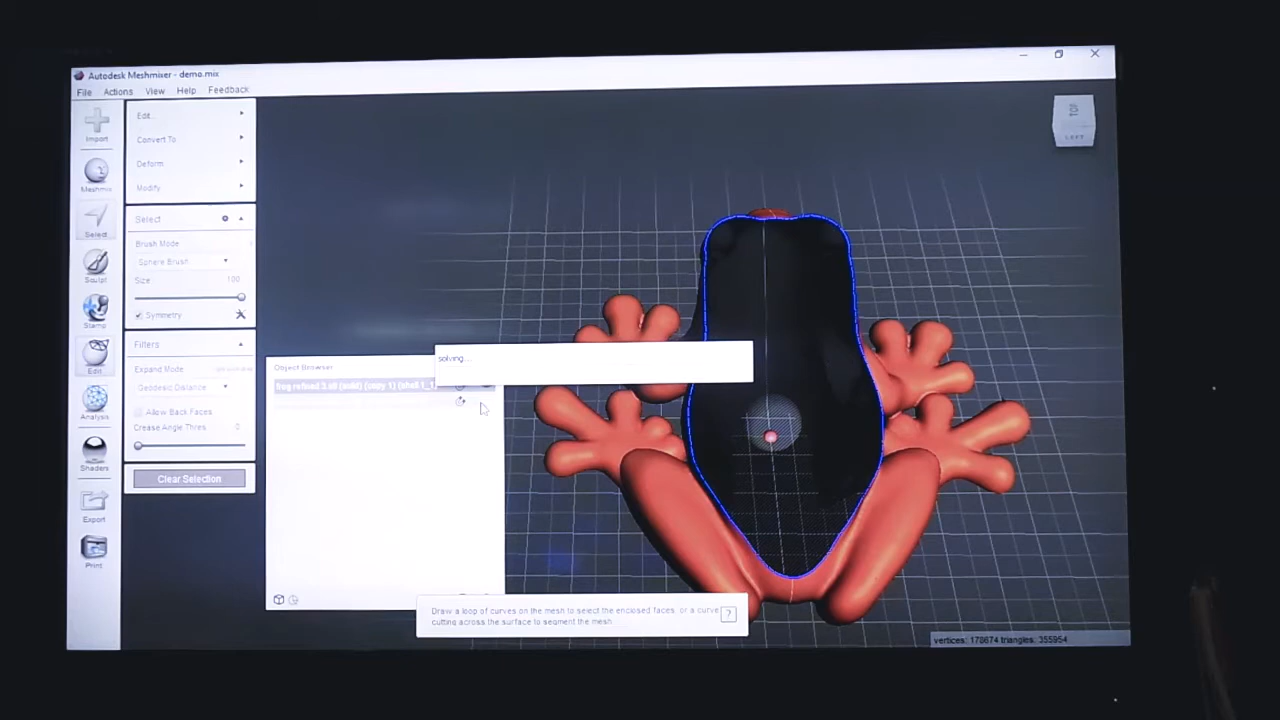 Autodesk Meshmixer - demo.mix
File Actions View Help Feedback
Import
Meshmix
Select
Sculpt
Stamp
Edit
Analysis
Shaders
Export
Print
Edit...
Convert To
Deform
Modify
Select
Brush Mode
Sphere Brush
Size: 100
Symmetry
Filters
Expand Mode
Geodesic Distance
Allow Back Faces
Crease Angle Thres 0
Clear Selection
Object Browser
solving...
Draw a loop of curves on the mesh to select the enclosed faces, or a curve
cutting across the surface to segment the mesh.
?
TOP
LEFT
vertices: 178674 triangles: 355954